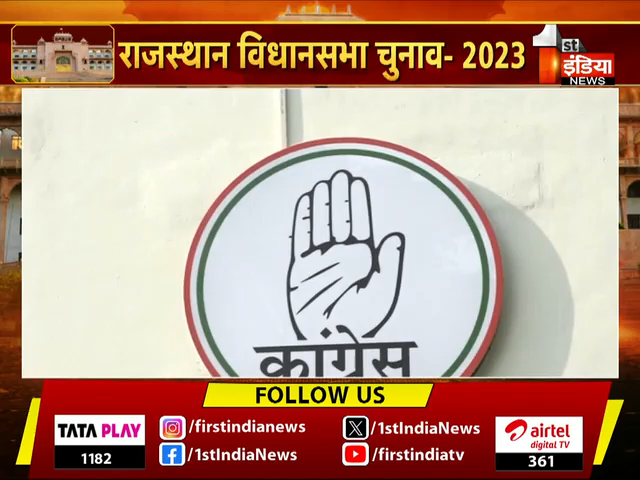 राजस्थान विधानसभा चुनाव- 2023
1st
इंडिया
NEWS
कांग्रेस
FOLLOW US
TATA PLAY
1182
/firstindianews
/1stIndiaNews
/1stIndiaNews
/firstindiatv
airtel
digital TV
361